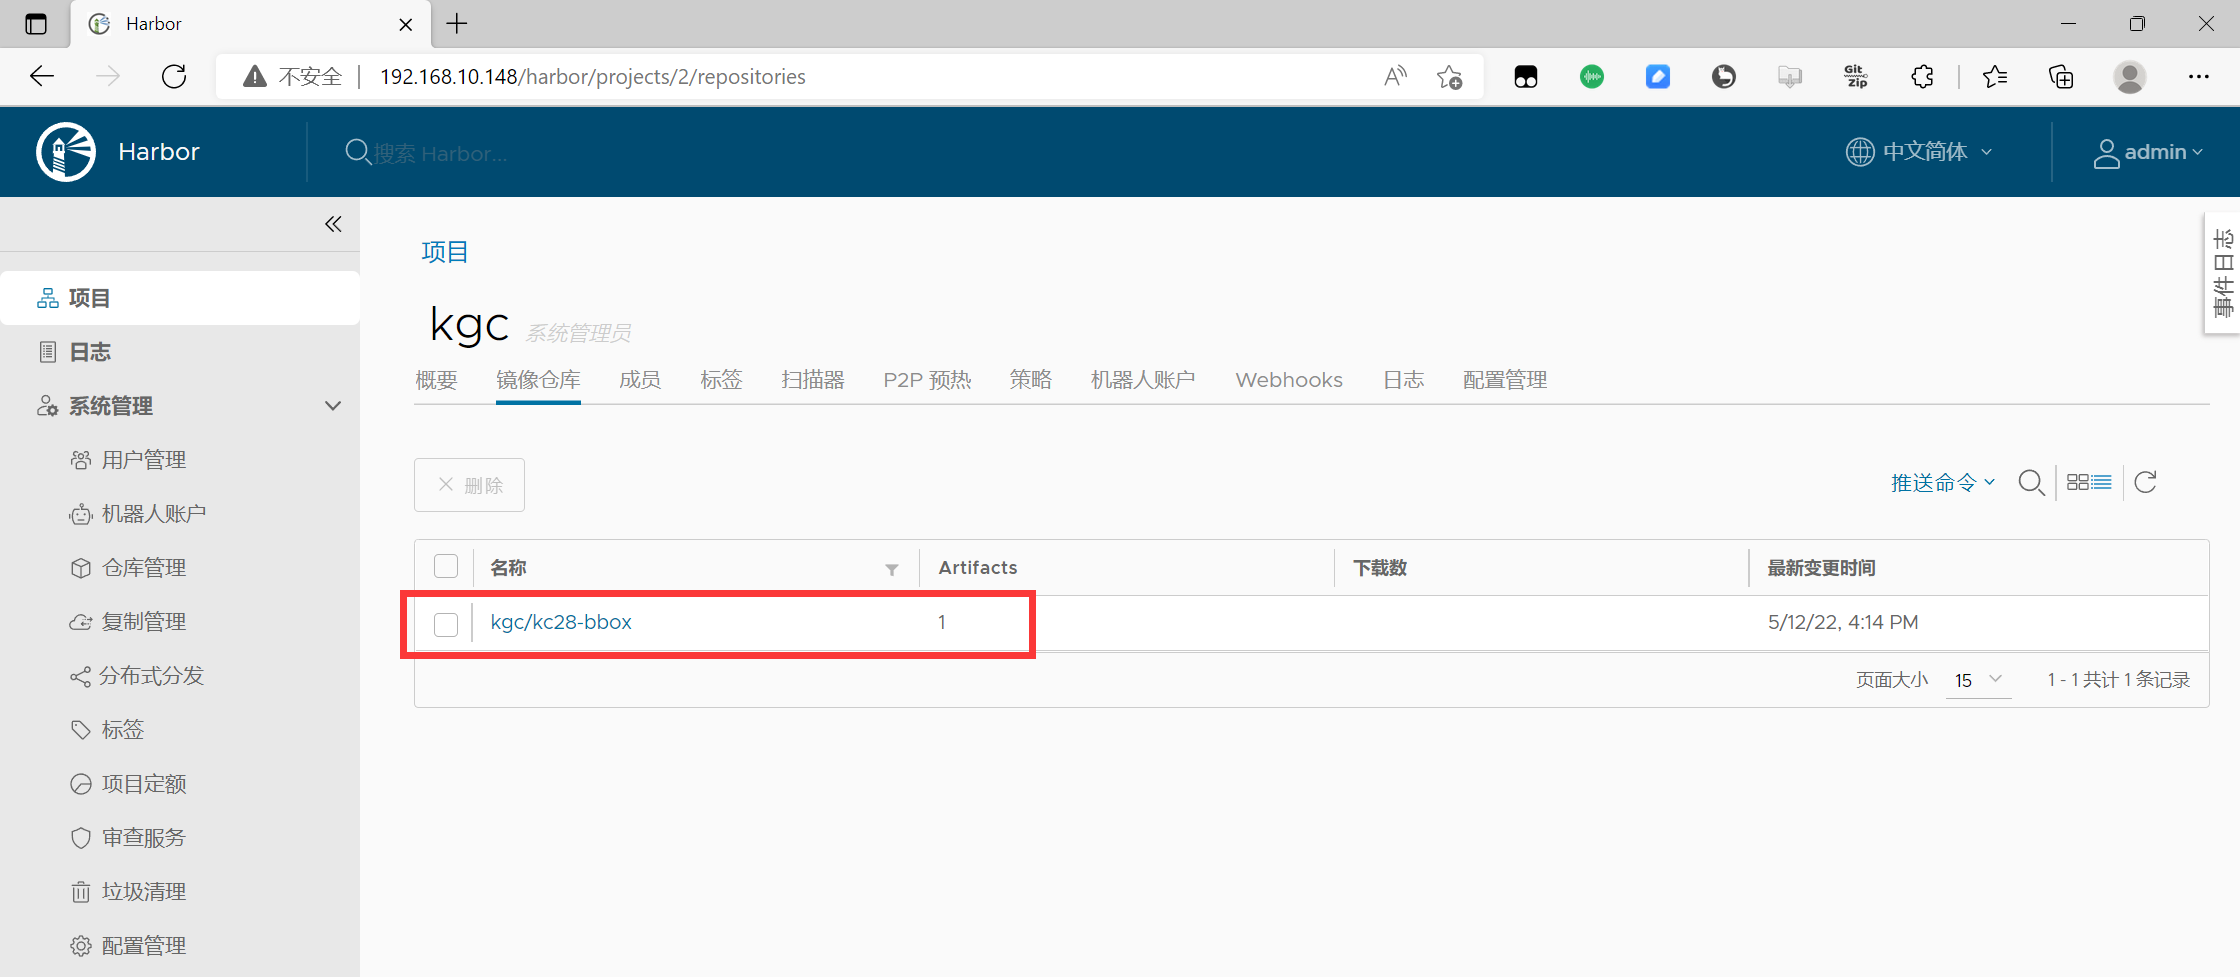 Harbor
不安全 | 192.168.10.148/harbor/projects/2/repositories
Git Zip
Harbor
搜索 Harbor...
中文简体
admin
项目
日志
系统管理
用户管理
机器人账户
仓库管理
复制管理
分布式分发
标签
项目定额
审查服务
垃圾清理
配置管理
项目
kgc 系统管理员
概要 镜像仓库 成员 标签 扫描器 P2P 预热 策略 机器人账户 Webhooks 日志 配置管理
删除
推送命令
名称 Artifacts 下载数 最新变更时间
kgc/kc28-bbox 1 5/12/22, 4:14 PM
页面大小 15 1 - 1 共计 1 条记录
事件日志